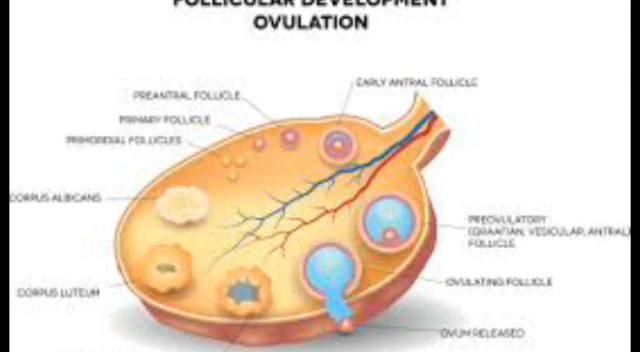 FOLLICULAR DEVELOPMENT
OVULATION
EARLY ANTRAL FOLLICLE
PREANTRAL FOLLICLE
PRIMARY FOLLICLE
PRIMORDIAL FOLLICLES
CORPUS ALBICANS
PREOVULATORY
(GRAAFIAN, VESICULAR, ANTRAL)
FOLLICLE
OVULATING FOLLICLE
CORPUS LUTEUM
OVUM RELEASED